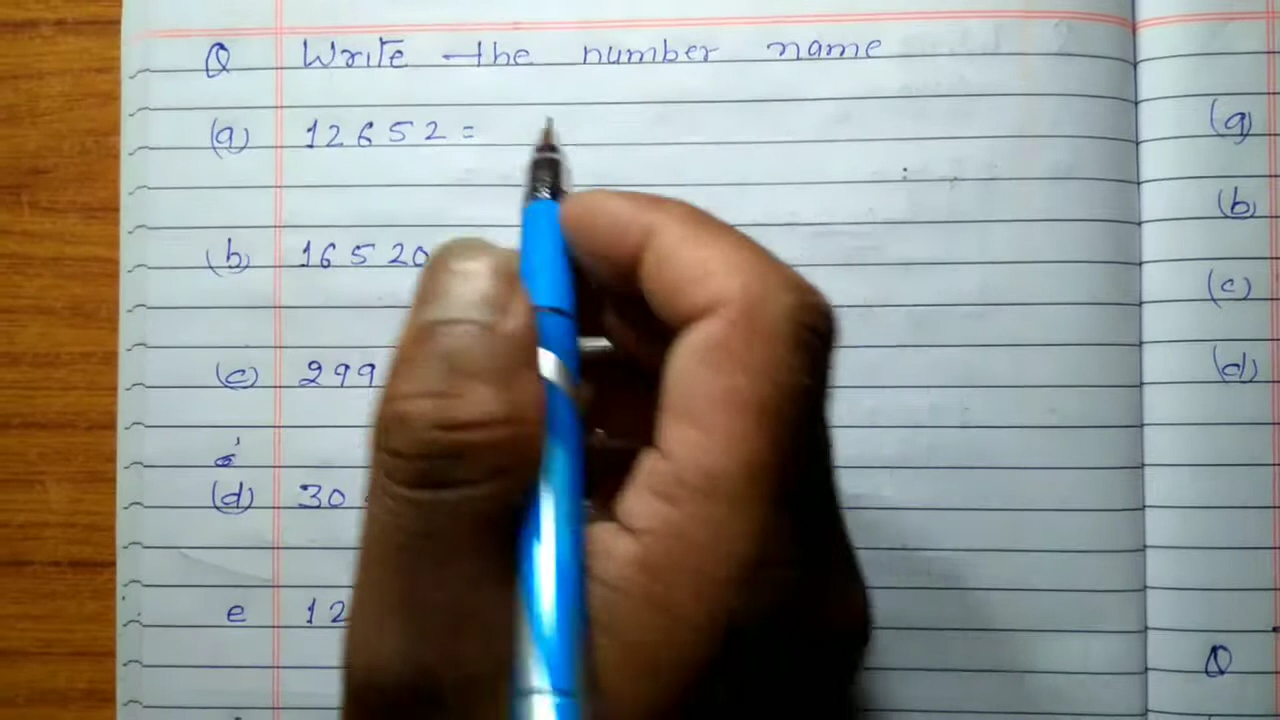 Q Write the number name
(a) 12652 =
(b) 16520
(c) 299
(d) 30
e 12
(a)
(b)
(c)
(d)
Q